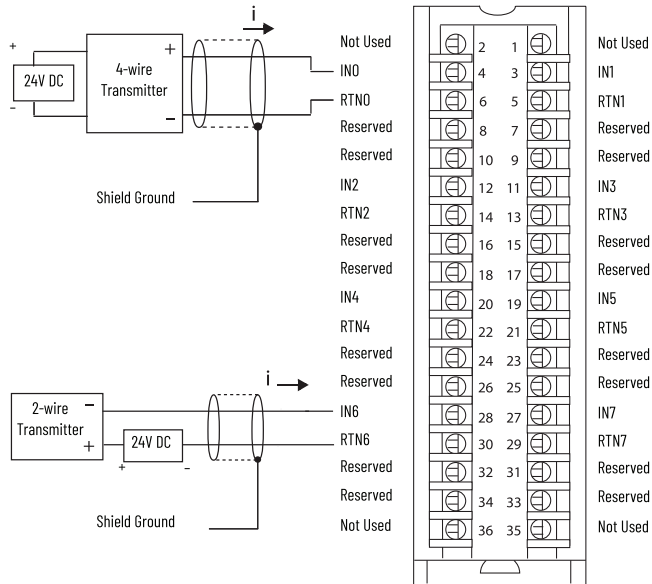 i
Not Used 2 1 Not Used
+ + 4-wire Transmitter IN0 4 3 IN1
24V DC
- - RTN0 6 5 RTN1
Reserved 8 7 Reserved
Reserved 10 9 Reserved
IN2 12 11 IN3
Shield Ground
RTN2 14 13 RTN3
Reserved 16 15 Reserved
Reserved 18 17 Reserved
IN4 20 19 IN5
RTN4 22 21 RTN5
Reserved 24 23 Reserved
i
Reserved 26 25 Reserved
2-wire Transmitter - IN6 28 27 IN7
+ 24V DC RTN6 30 29 RTN7
+ -
Reserved 32 31 Reserved
Reserved 34 33 Reserved
Shield Ground
Not Used 36 35 Not Used